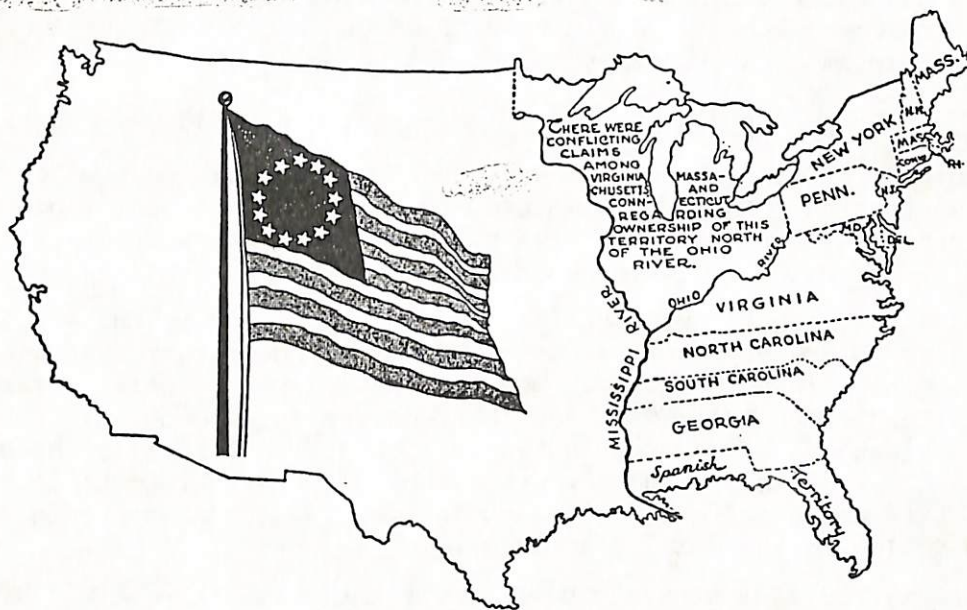 THERE WERE
CONFLICTING
CLAIMS
AMONG
VIRGINIA MASSA-
CHUSETTS AND
CONN- ECTICUT
REGARDING
OWNERSHIP OF THIS
TERRITORY NORTH
OF THE OHIO
RIVER.
MASS.
N.H.
NEW YORK
MASS.
CONN.
R.I.
PENN.
N.J.
MD.
DEL.
OHIO RIVER
VIRGINIA
NORTH CAROLINA
SOUTH CAROLINA
GEORGIA
MISSISSIPPI RIVER
Spanish Territory